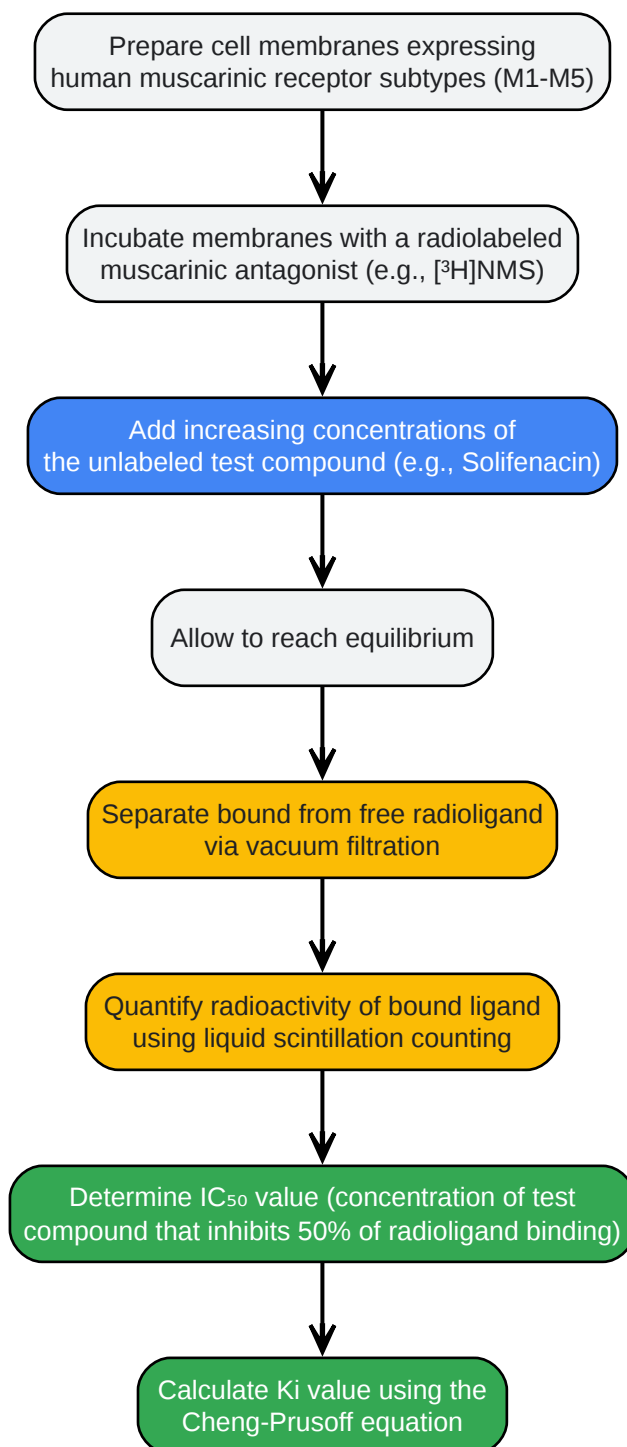 Prepare cell membranes expressing
human muscarinic receptor subtypes (M1-M5)
Incubate membranes with a radiolabeled
muscarinic antagonist (e.g., [³H]NMS)
Add increasing concentrations of
the unlabeled test compound (e.g., Solifenacin)
Allow to reach equilibrium
Separate bound from free radioligand
via vacuum filtration
Quantify radioactivity of bound ligand
using liquid scintillation counting
Determine IC₅₀ value (concentration of test
compound that inhibits 50% of radioligand binding)
Calculate Ki value using the
Cheng-Prusoff equation